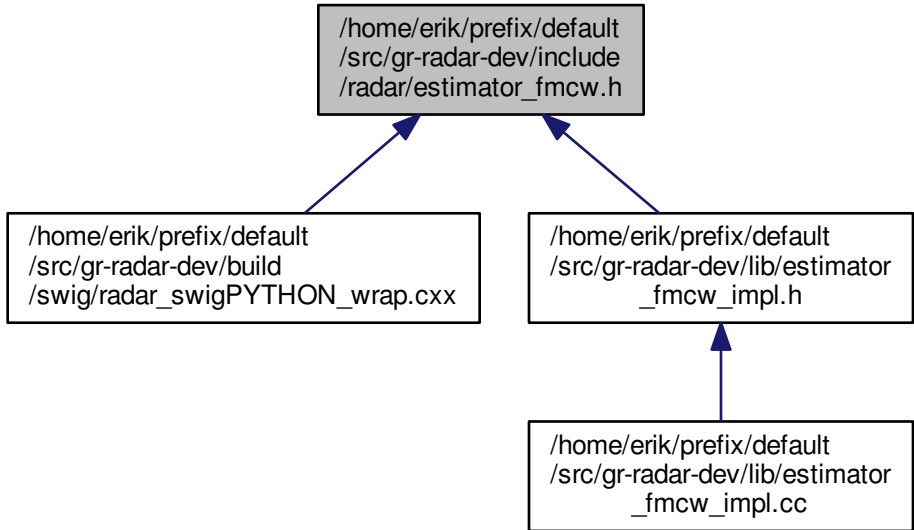 /home/erik/prefix/default
/src/gr-radar-dev/include
/radar/estimator_fmcw.h
/home/erik/prefix/default
/src/gr-radar-dev/build
/swig/radar_swigPYTHON_wrap.cxx
/home/erik/prefix/default
/src/gr-radar-dev/lib/estimator
_fmcw_impl.h
/home/erik/prefix/default
/src/gr-radar-dev/lib/estimator
_fmcw_impl.cc